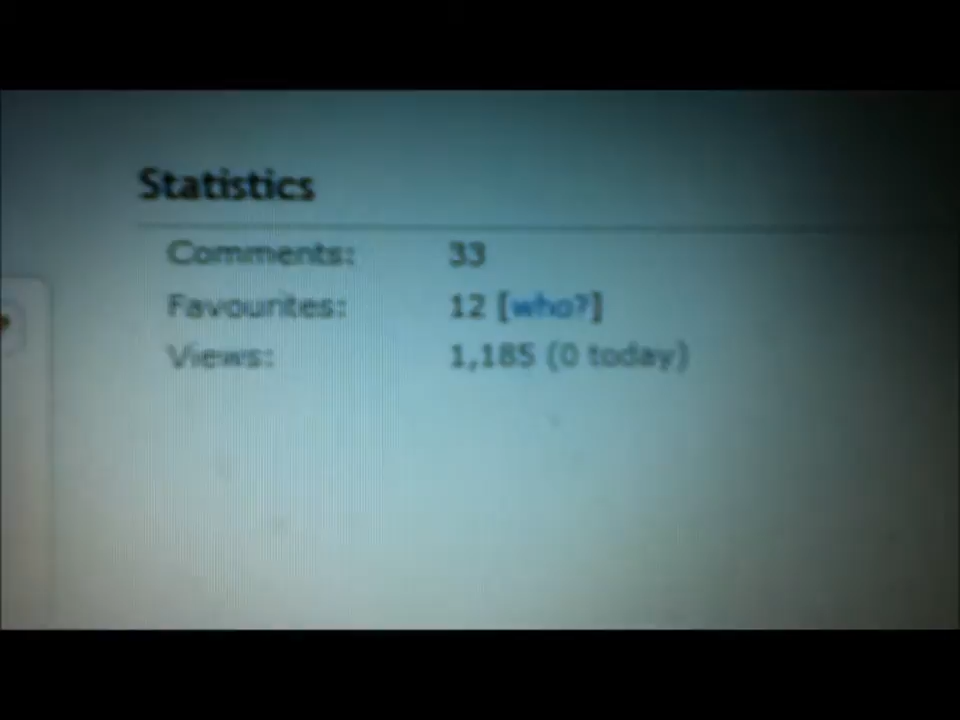 Statistics
Comments: 33
Favourites: 12 [who?]
Views: 1,185 (0 today)